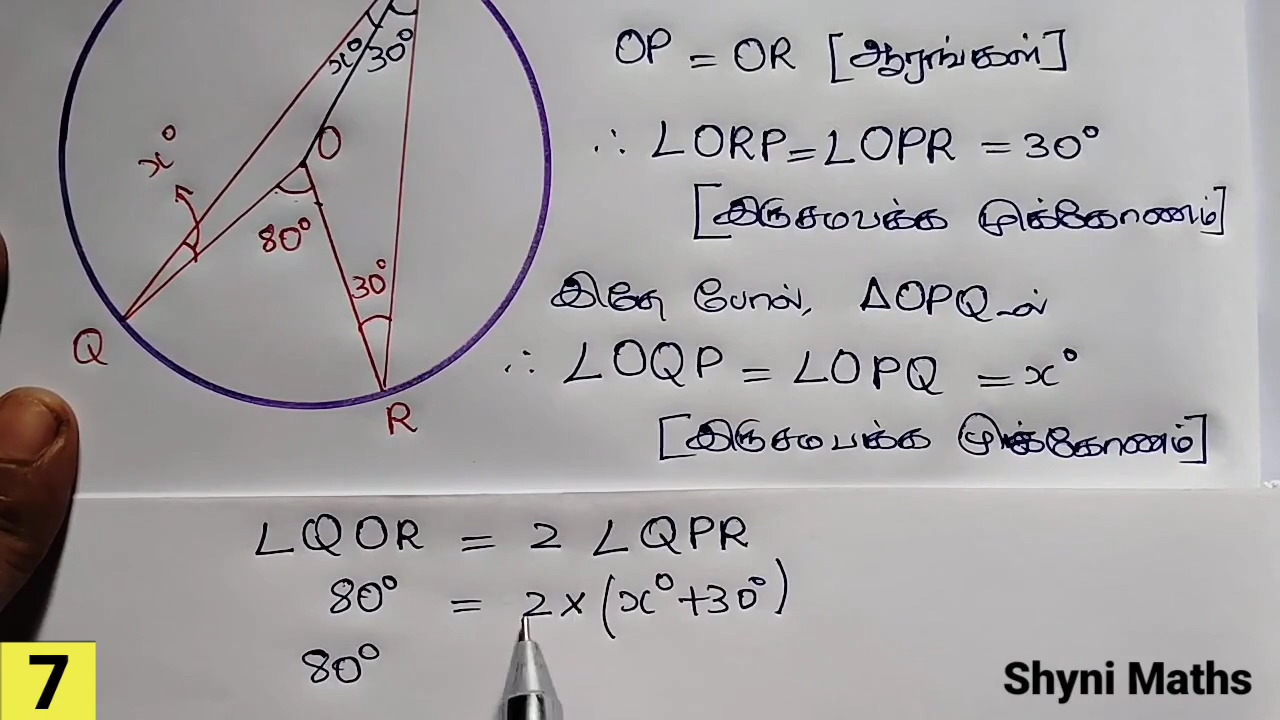 x° 30°
O
x°
80°
30°
Q
R
OP = OR [ஆரங்கள்]
∴ ∠ORP = ∠OPR = 30°
[இருசமபக்க முக்கோணம்]
இதே போல், ΔOPQ-ல்
∴ ∠OQP = ∠OPQ = x°
[இருசமபக்க முக்கோணம்]
∠QOR = 2 ∠QPR
80° = 2 × (x° + 30°)
80°
7
Shyni Maths